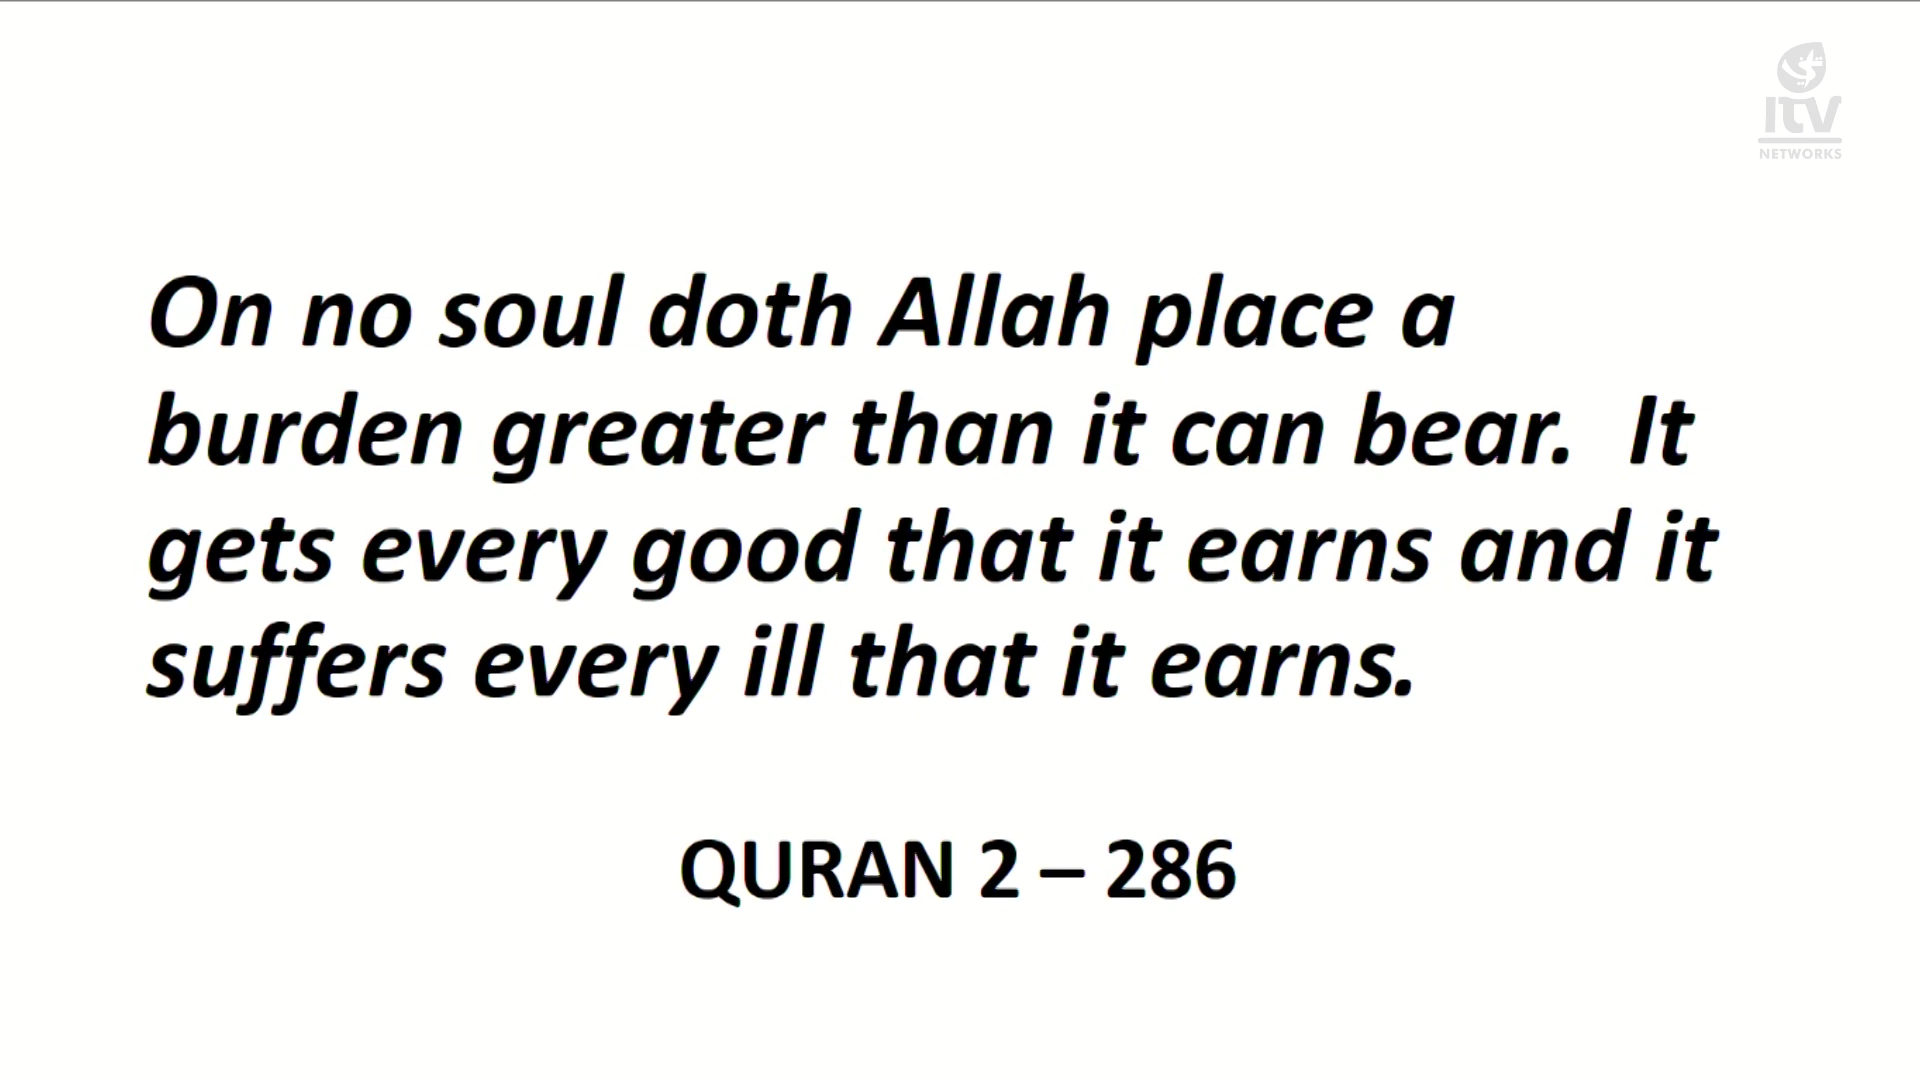 ITV
NETWORKS
On no soul doth Allah place a
burden greater than it can bear.  It
gets every good that it earns and it
suffers every ill that it earns.
QURAN 2 – 286